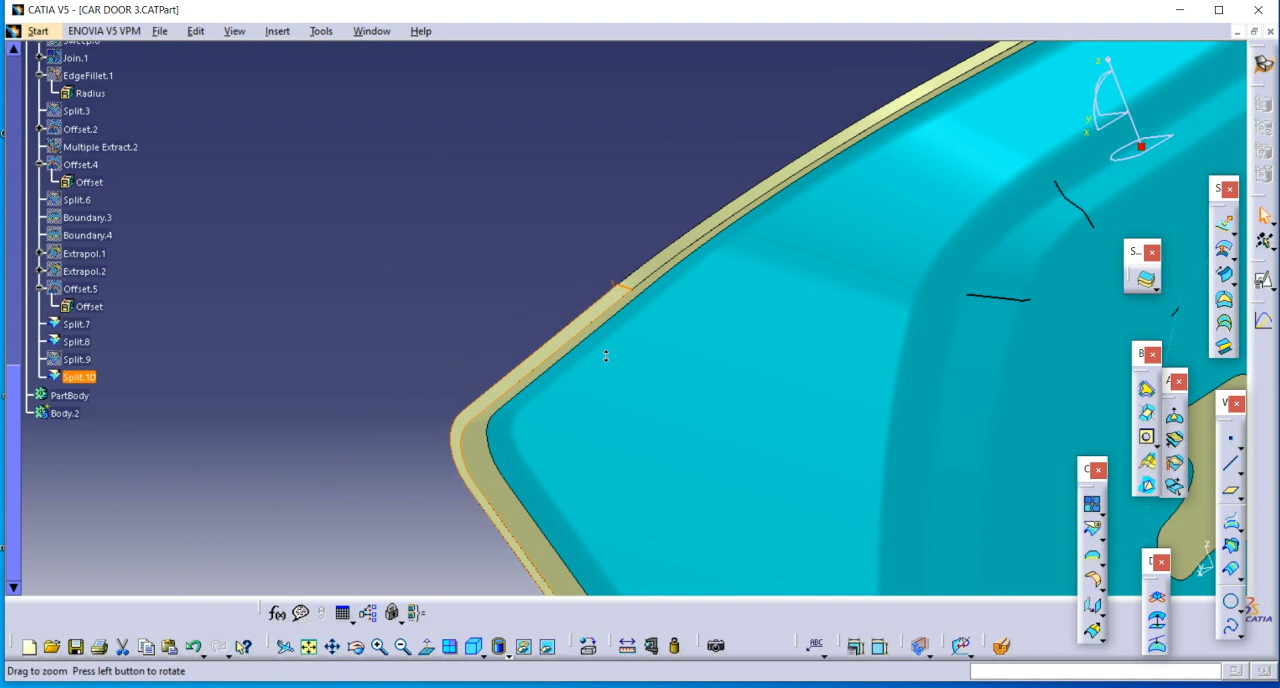 CATIA V5 - [CAR DOOR 3.CATPart]
Start ENOVIA V5 VPM File Edit View Insert Tools Window Help
Sweep.6
Join.1
EdgeFillet.1
Radius
Split.3
Offset.2
Multiple Extract.2
Offset.4
Offset
Split.6
Boundary.3
Boundary.4
Extrapol.1
Extrapol.2
Offset.5
Offset
Split.7
Split.8
Split.9
Split.10
PartBody
Body.2
z
y
x
S
S...
B
A
W
C
D
z
x
f(x)
ABC
CATIA
Drag to zoom Press left button to rotate